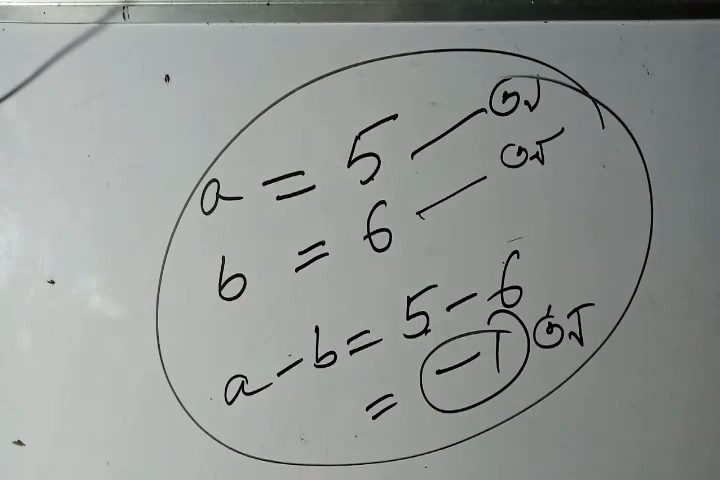 a = 5
b = 6
a - b = 5 - 6
= -1